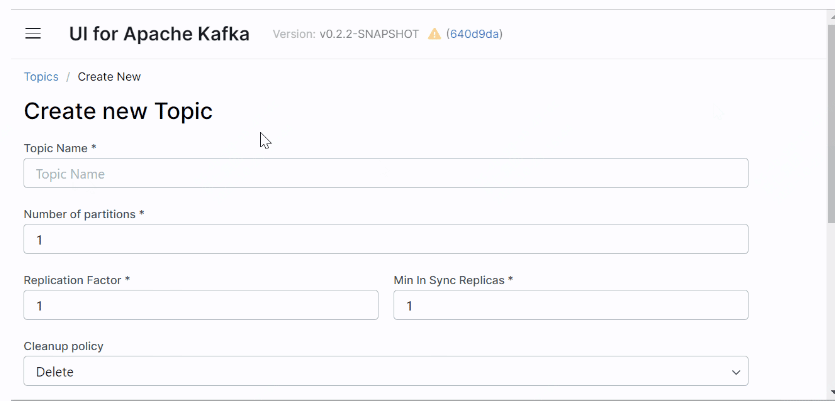 UI for Apache Kafka Version: v0.2.2-SNAPSHOT (640d9da)
Topics / Create New
Create new Topic
Topic Name *
Topic Name
Number of partitions *
1
Replication Factor * Min In Sync Replicas *
1 1
Cleanup policy
Delete